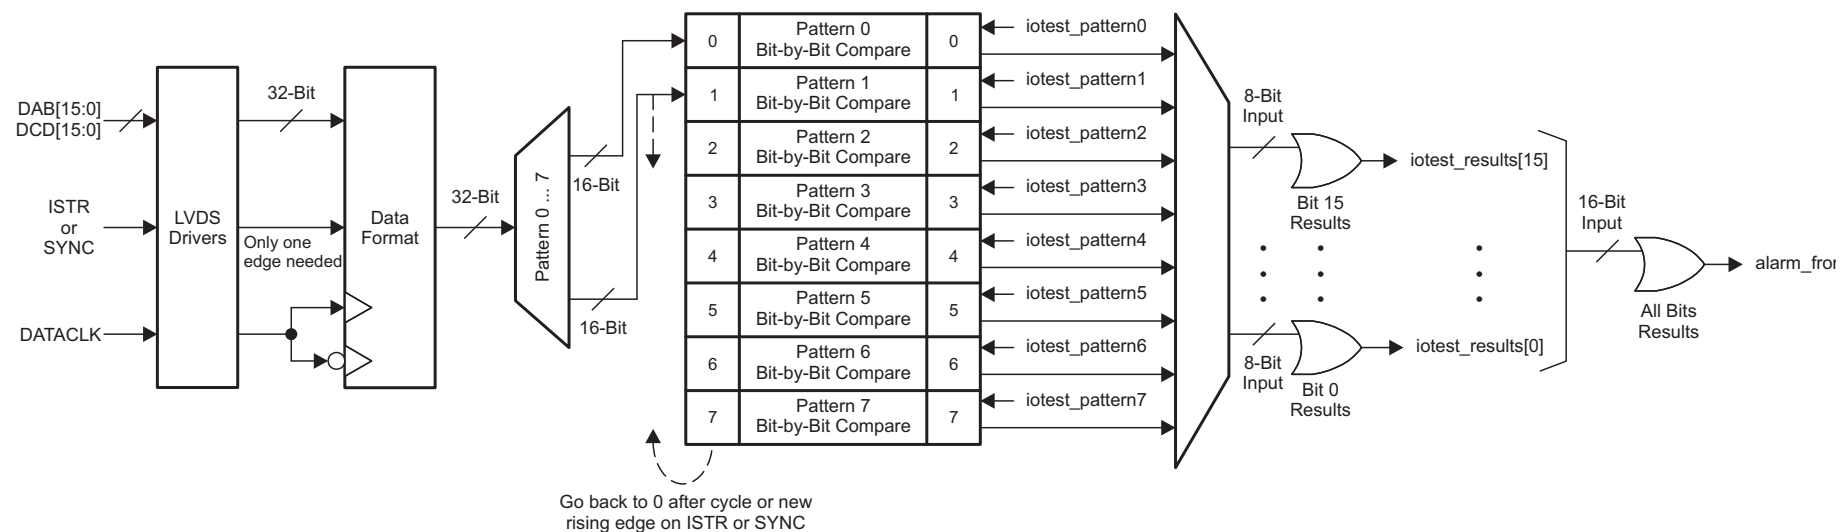 DAB[15:0]
DCD[15:0]
ISTR
or
SYNC
DATACLK
LVDS
Drivers
32-Bit
Only one
edge needed
Data
Format
32-Bit
Pattern 0 ... 7
16-Bit
16-Bit
0
Pattern 0
Bit-by-Bit Compare
0
1
Pattern 1
Bit-by-Bit Compare
1
2
Pattern 2
Bit-by-Bit Compare
2
3
Pattern 3
Bit-by-Bit Compare
3
4
Pattern 4
Bit-by-Bit Compare
4
5
Pattern 5
Bit-by-Bit Compare
5
6
Pattern 6
Bit-by-Bit Compare
6
7
Pattern 7
Bit-by-Bit Compare
7
Go back to 0 after cycle or new
rising edge on ISTR or SYNC
iotest_pattern0
iotest_pattern1
iotest_pattern2
iotest_pattern3
iotest_pattern4
iotest_pattern5
iotest_pattern6
iotest_pattern7
8-Bit
Input
Bit 15
Results
iotest_results[15]
8-Bit
Input
Bit 0
Results
iotest_results[0]
16-Bit
Input
All Bits
Results